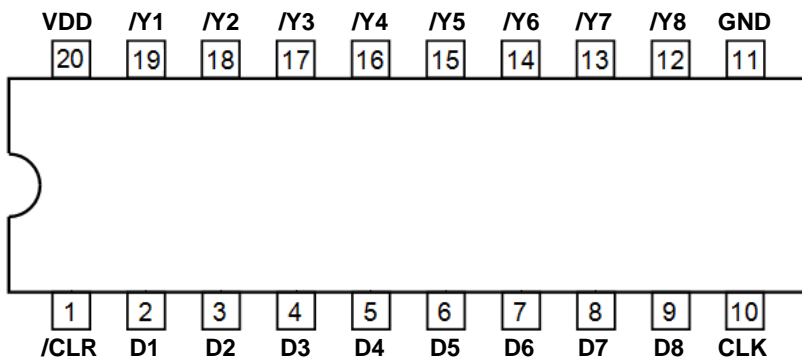 VDD /Y1 /Y2 /Y3 /Y4 /Y5 /Y6 /Y7 /Y8 GND
20 19 18 17 16 15 14 13 12 11
1 2 3 4 5 6 7 8 9 10
/CLR D1 D2 D3 D4 D5 D6 D7 D8 CLK